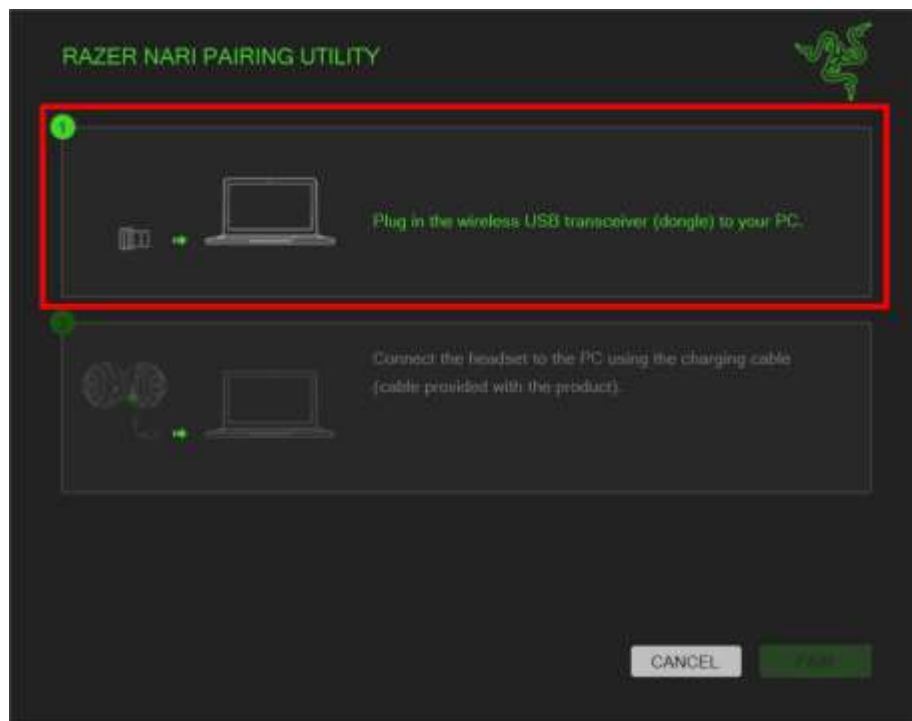 RAZER NARI PAIRING UTILITY
1
Plug in the wireless USB transceiver (dongle) to your PC.
Connect the headset to the PC using the charging cable
(cable provided with the product).
CANCEL